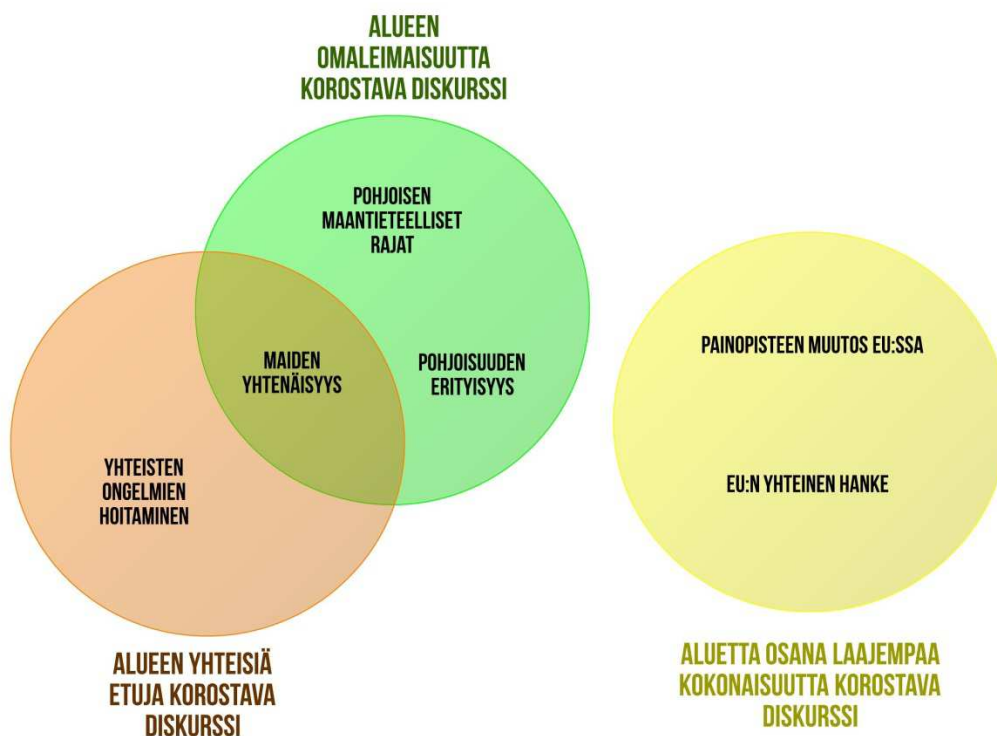 ALUEEN
OMALEIMAISUUTTA
KOROSTAVA DISKURSSI
POHJOISEN
MAANTIETEELLISET
RAJAT
MAIDEN
YHTENÄISYYS
POHJOISUUDEN
ERITYISYYS
YHTEISTEN
ONGELMIEN
HOITAMINEN
ALUEEN YHTEISIÄ
ETUJA KOROSTAVA
DISKURSSI
PAINOPISTEEN MUUTOS EU:SSA
EU:N YHTEINEN HANKE
ALUETTA OSANA LAAJEMPAA
KOKONAISUUTTA KOROSTAVA
DISKURSSI